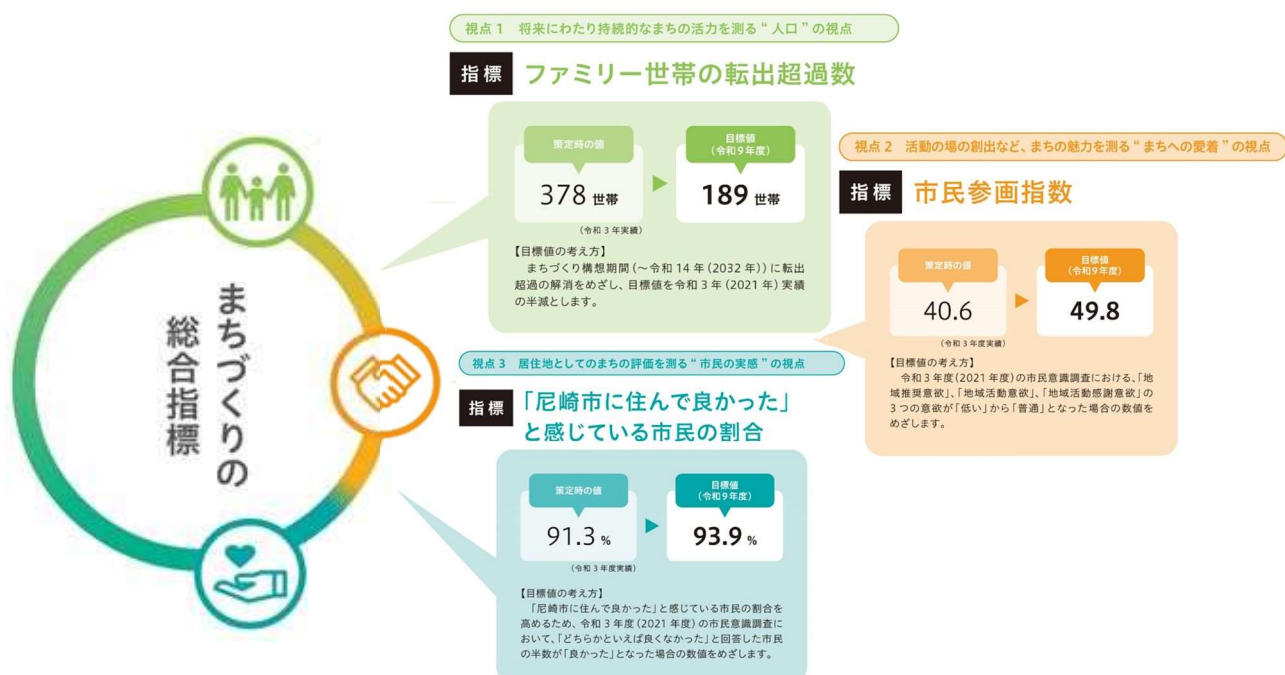 まちづくりの
総合指標
視点1 将来にわたり持続的なまちの活力を測る“人口”の視点
指標 ファミリー世帯の転出超過数
策定時の値
378 世帯
(令和3年実績)
目標値
(令和9年度)
189 世帯
【目標値の考え方】
まちづくり構想期間(～令和14年(2032年))に転出
超過の解消をめざし、目標値を令和3年(2021年)実績
の半減とします。
視点2 活動の場の創出など、まちの魅力を測る“まちへの愛着”の視点
指標 市民参画指数
策定時の値
40.6
(令和3年度実績)
目標値
(令和9年度)
49.8
【目標値の考え方】
令和3年度(2021年度)の市民意識調査における、「地
域推奨意欲」、「地域活動意欲」、「地域活動感謝意欲」の
3つの意欲が「低い」から「普通」となった場合の数値を
めざします。
視点3 居住地としてのまちの評価を測る“市民の実感”の視点
指標 「尼崎市に住んで良かった」
と感じている市民の割合
策定時の値
91.3 %
(令和3年度実績)
目標値
(令和9年度)
93.9 %
【目標値の考え方】
「尼崎市に住んで良かった」と感じている市民の割合を
高めるため、令和3年度(2021年度)の市民意識調査に
おいて、「どちらかといえば良くなかった」と回答した市民
の半数が「良かった」となった場合の数値をめざします。